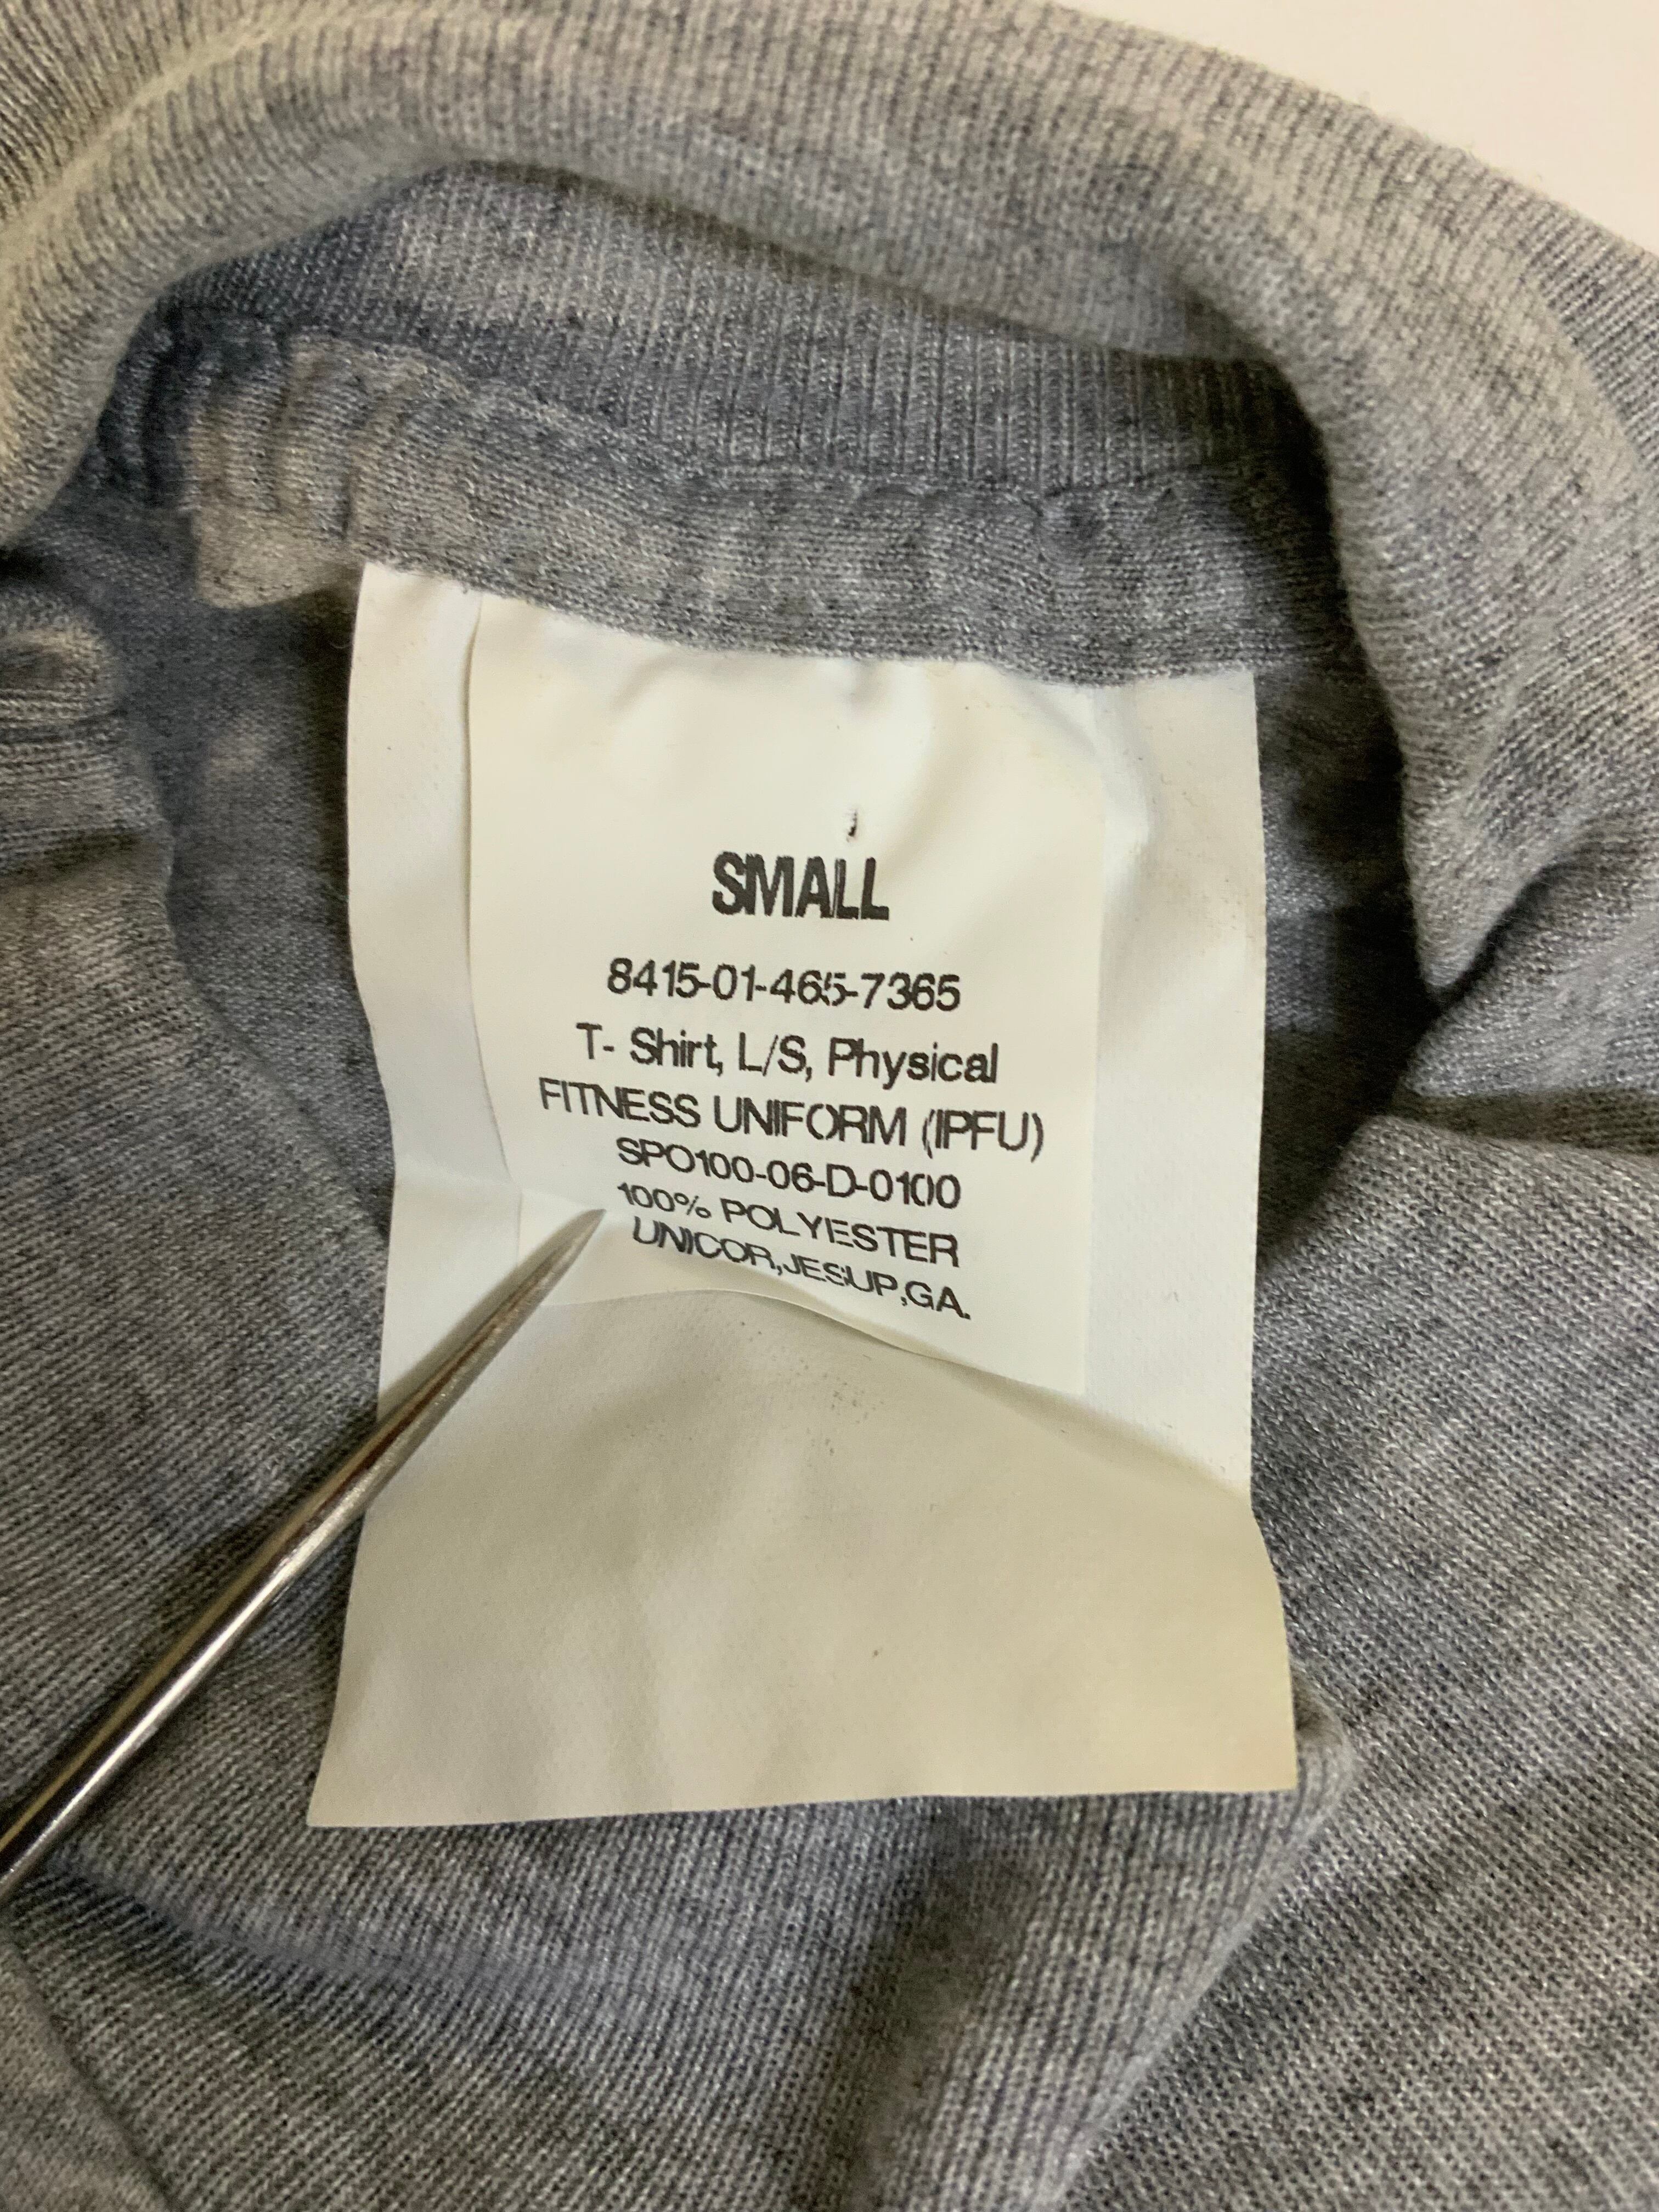 SMALL
8415-01-465-7365
T- Shirt, L/S, Physical
FITNESS UNIFORM (IPFU)
SPO100-06-D-0100
100% POLYESTER
UNICOR,JESUP,GA.